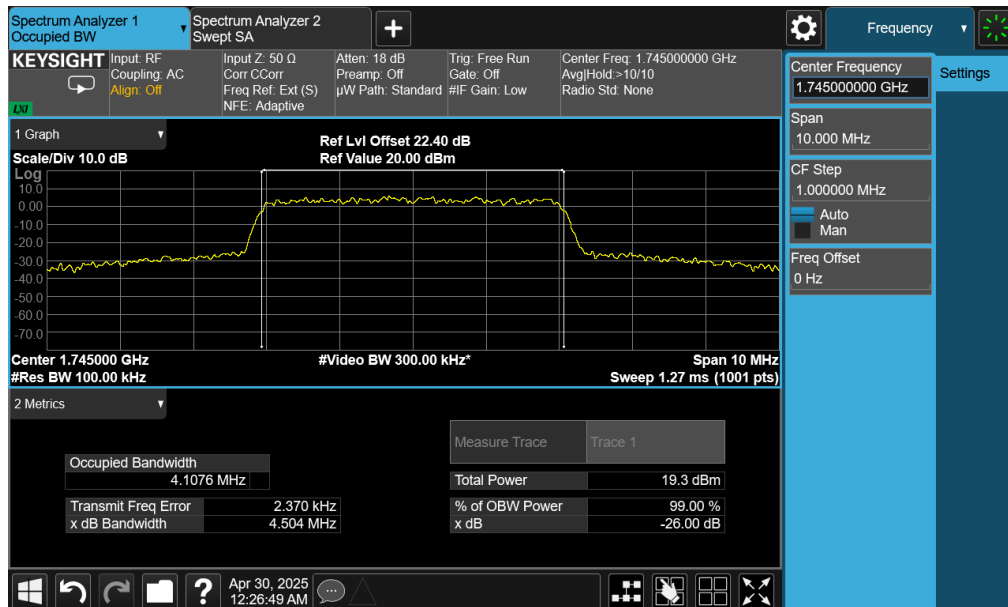 Spectrum Analyzer 1
Occupied BW
Spectrum Analyzer 2
Swept SA
Frequency
KEYSIGHT
LXI
Input: RF
Coupling: AC
Align: Off
Input Z: 50 Ω
Corr CCorr
Freq Ref: Ext (S)
NFE: Adaptive
Atten: 18 dB
Preamp: Off
µW Path: Standard
Trig: Free Run
Gate: Off
#IF Gain: Low
Center Freq: 1.745000000 GHz
Avg|Hold:>10/10
Radio Std: None
Center Frequency
1.745000000 GHz
Settings
Span
10.000 MHz
CF Step
1.000000 MHz
Auto
Man
Freq Offset
0 Hz
1 Graph
Scale/Div 10.0 dB
Ref Lvl Offset 22.40 dB
Ref Value 20.00 dBm
Log
10.0
0.00
-10.0
-20.0
-30.0
-40.0
-50.0
-60.0
-70.0
Center 1.745000 GHz
#Video BW 300.00 kHz*
Span 10 MHz
#Res BW 100.00 kHz
Sweep 1.27 ms (1001 pts)
2 Metrics
Measure Trace
Trace 1
Occupied Bandwidth
4.1076 MHz
Total Power
19.3 dBm
Transmit Freq Error
2.370 kHz
% of OBW Power
99.00 %
x dB Bandwidth
4.504 MHz
x dB
-26.00 dB
?
Apr 30, 2025
12:26:49 AM